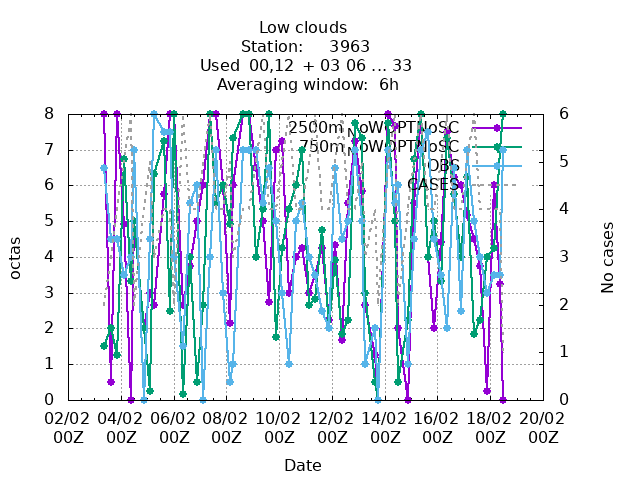 Low clouds
Station: 3963
Used 00,12 + 03 06 ... 33
Averaging window: 6h
8 6
2500m_NoWOPTNoSC
750m_NoWOPTNoSC
OBS
CASES
7
6
5
4
3
2
1
0
5
4
3
2
1
0
octas
No cases
02/02 04/02 06/02 08/02 10/02 12/02 14/02 16/02 18/02 20/02
00Z 00Z 00Z 00Z 00Z 00Z 00Z 00Z 00Z 00Z
Date